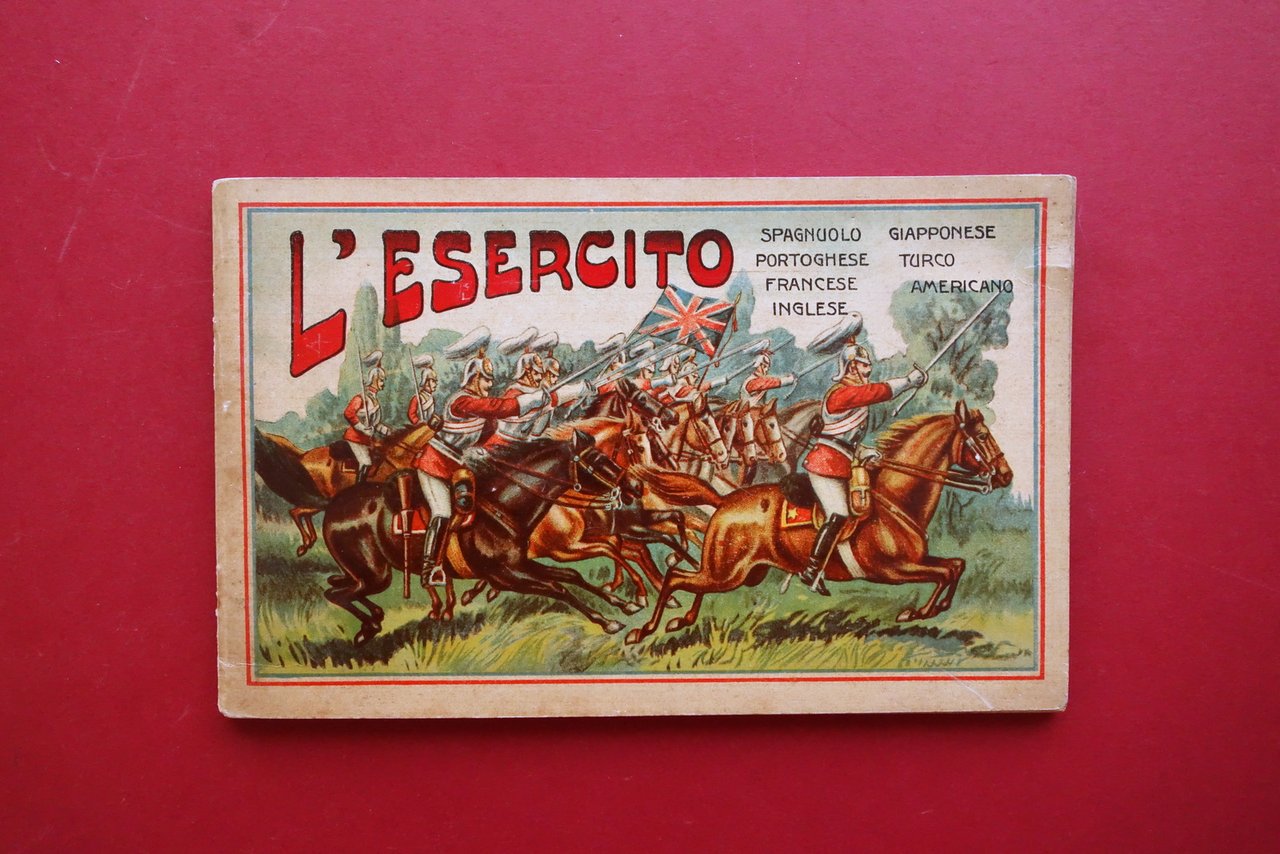 L'ESERCITO
SPAGNUOLO
PORTOGHESE
FRANCESE
INGLESE
GIAPPONESE
TURCO
AMERICANO